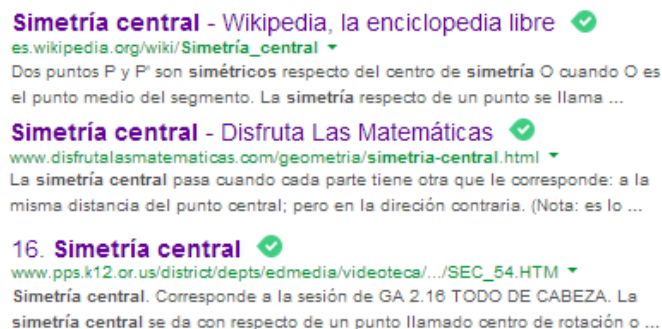 Simetría central - Wikipedia, la enciclopedia libre
es.wikipedia.org/wiki/Simetría_central
Dos puntos P y P' son simétricos respecto del centro de simetría O cuando O es
el punto medio del segmento. La simetría respecto de un punto se llama ...
Simetría central - Disfruta Las Matemáticas
www.disfrutalasmatematicas.com/geometria/simetria-central.html
La simetría central pasa cuando cada parte tiene otra que le corresponde: a la
misma distancia del punto central; pero en la direción contraria. (Nota: es lo ...
16. Simetría central
www.pps.k12.or.us/district/depts/edmedia/videoteca/.../SEC_54.HTM
Simetría central. Corresponde a la sesión de GA 2.16 TODO DE CABEZA. La
simetría central se da con respecto de un punto llamado centro de rotación o ...